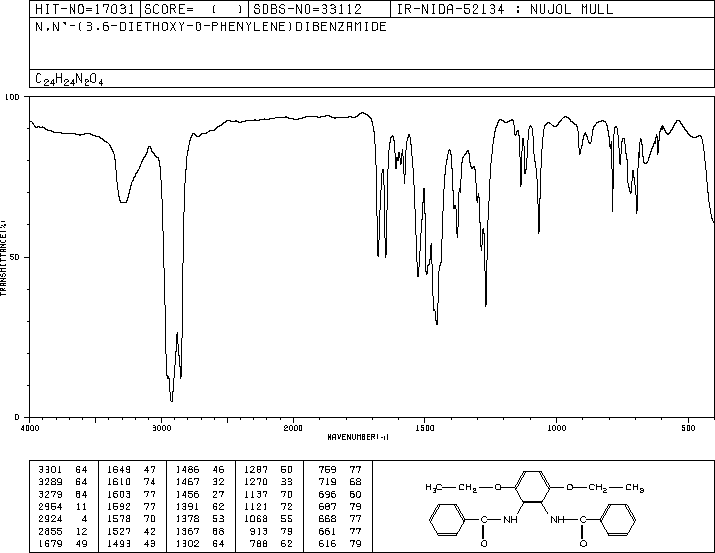 HIT-NO=17031 SCORE= ( ) SDBS-NO=33112 IR-NIDA-52134 : NUJOL MULL
N,N'-(3,6-DIETHOXY-O-PHENYLENE)DIBENZAMIDE
C24H24N2O4
100
50
0
TRANSMITTANCE(%)
4000 3000 2000 1500 1000 500
WAVENUMBER(-1)
3301 64 1649 47 1486 46 1287 50 759 77
3289 64 1610 74 1467 32 1270 33 719 68
3279 64 1603 77 1456 27 1137 70 696 60
2954 11 1592 77 1391 62 1121 72 687 79
2924 4 1578 70 1378 53 1068 55 668 77
2855 12 1527 42 1367 68 913 79 661 77
1679 49 1493 43 1302 64 788 62 616 79
H3C CH2 O O CH2 CH3
C NH NH C
O O